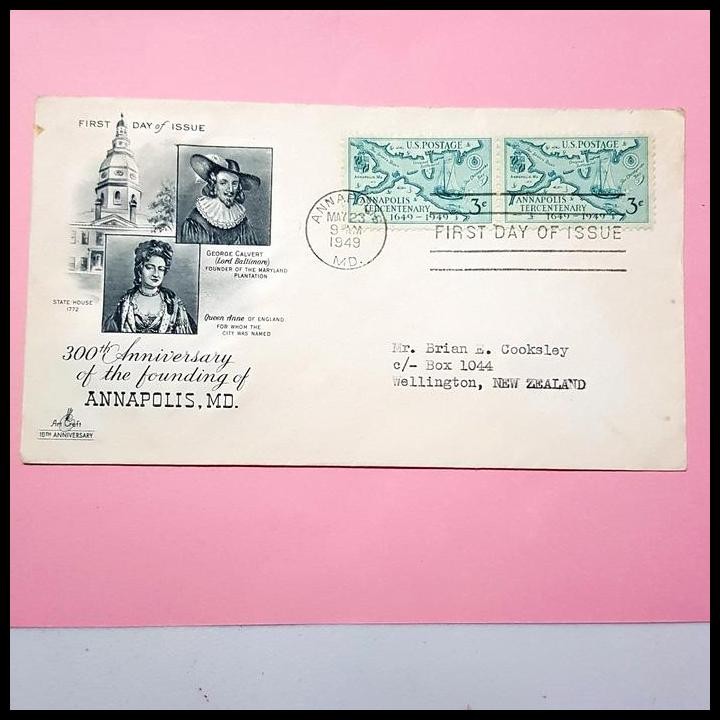 FIRST DAY of ISSUE
GEORGE CALVERT
(Lord Baltimore)
FOUNDER OF THE MARYLAND
PLANTATION
STATE HOUSE
1772
Queen Anne OF ENGLAND
FOR WHOM THE
CITY WAS NAMED
300th Anniversary
of the founding of
ANNAPOLIS, MD.
Art Craft
10TH ANNIVERSARY
U.S. POSTAGE
ANNAPOLIS
TERCENTENARY
1649-1949
3c
U.S. POSTAGE
ANNAPOLIS
TERCENTENARY
1649-1949
3c
MAY 23
9 AM
1949
MD.
FIRST DAY OF ISSUE
Mr. Brian E. Cooksley
c/- Box 1044
Wellington, NEW ZEALAND